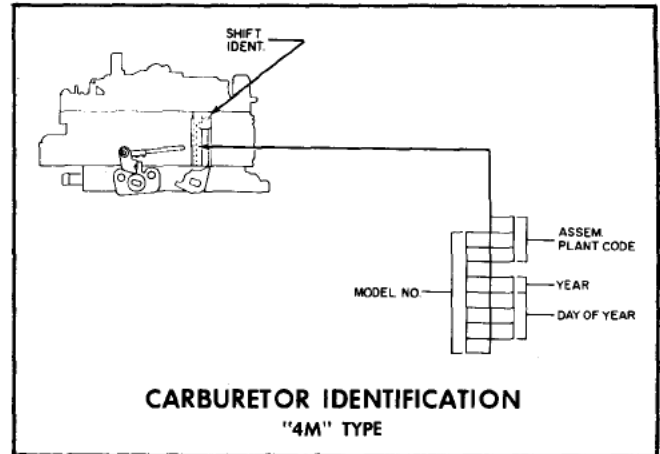 SHIFT
IDENT.
ASSEM.
PLANT CODE
MODEL NO.
YEAR
DAY OF YEAR
CARBURETOR IDENTIFICATION
"4M" TYPE